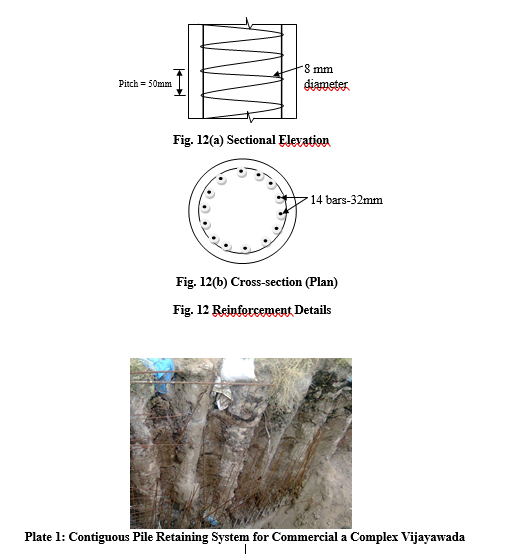 Pitch = 50mm
8 mm
diameter
Fig. 12(a) Sectional Elevation
14 bars-32mm
Fig. 12(b) Cross-section (Plan)
Fig. 12 Reinforcement Details
Plate 1: Contiguous Pile Retaining System for Commercial a Complex Vijayawada